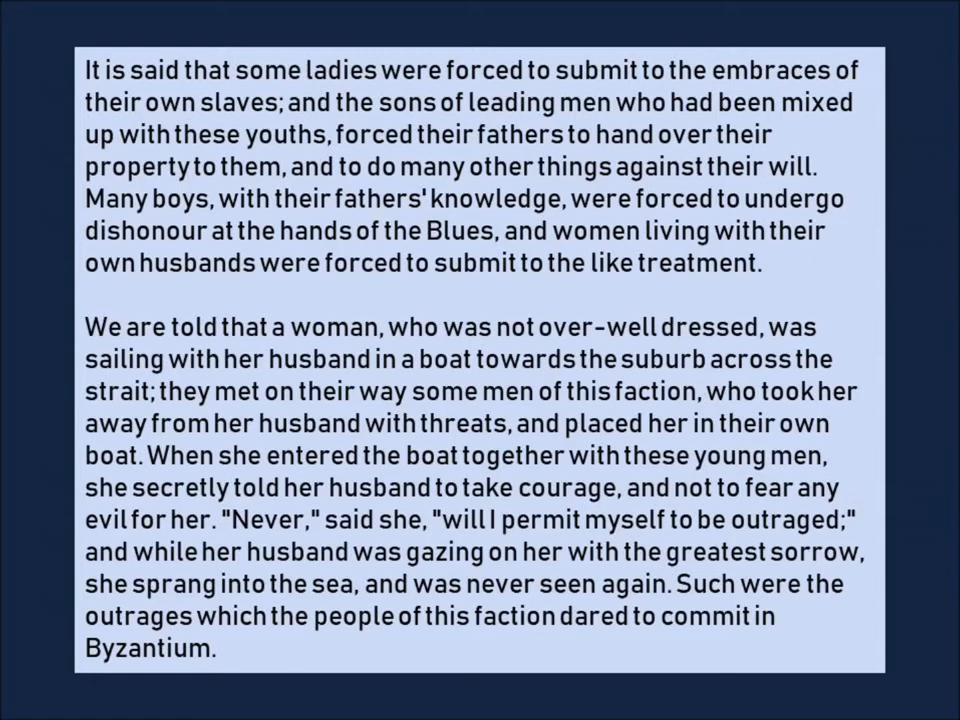 It is said that some ladies were forced to submit to the embraces of
their own slaves; and the sons of leading men who had been mixed
up with these youths, forced their fathers to hand over their
property to them, and to do many other things against their will.
Many boys, with their fathers' knowledge, were forced to undergo
dishonour at the hands of the Blues, and women living with their
own husbands were forced to submit to the like treatment.
We are told that a woman, who was not over-well dressed, was
sailing with her husband in a boat towards the suburb across the
strait; they met on their way some men of this faction, who took her
away from her husband with threats, and placed her in their own
boat. When she entered the boat together with these young men,
she secretly told her husband to take courage, and not to fear any
evil for her. "Never," said she, "will I permit myself to be outraged;"
and while her husband was gazing on her with the greatest sorrow,
she sprang into the sea, and was never seen again. Such were the
outrages which the people of this faction dared to commit in
Byzantium.